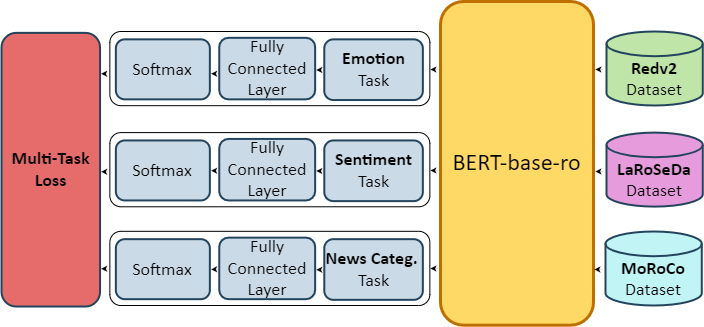 Multi-Task
Loss
Softmax
Fully
Connected
Layer
Emotion
Task
Softmax
Fully
Connected
Layer
Sentiment
Task
Softmax
Fully
Connected
Layer
News Categ.
Task
BERT-base-ro
Redv2
Dataset
LaRoSeDa
Dataset
MoRoCo
Dataset